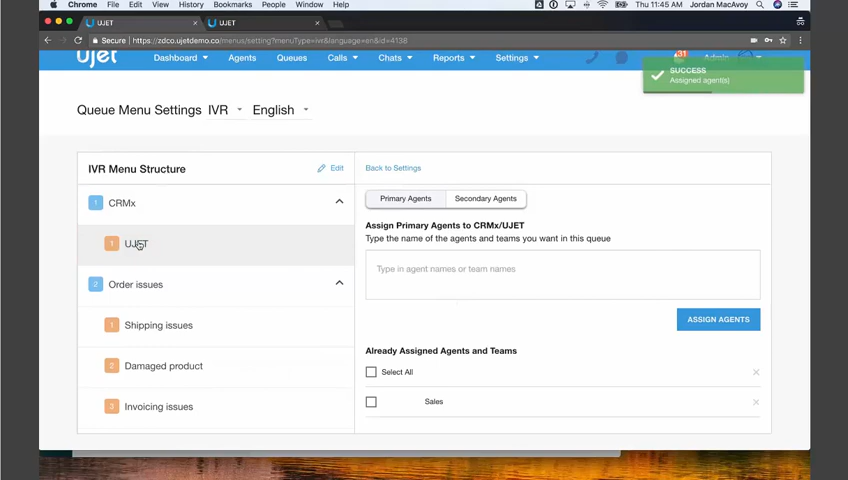 Chrome File Edit View History Bookmarks People Window Help Thu 11:45 AM Jordan MacAvoy
UJET UJET
Secure https://zdco.ujetdemo.co/menus/setting?menuType=ivr&language=en&id=4138
UJET Dashboard Agents Queues Calls Chats Reports Settings 31 Admin
SUCCESS
Assigned agent(s)
Queue Menu Settings IVR English
IVR Menu Structure Edit
Back to Settings
1 CRMx
Primary Agents Secondary Agents
Assign Primary Agents to CRMx/UJET
Type the name of the agents and teams you want in this queue
1 UJET
Type in agent names or team names
2 Order issues
ASSIGN AGENTS
1 Shipping issues
Already Assigned Agents and Teams
2 Damaged product
Select All
3 Invoicing issues
Sales